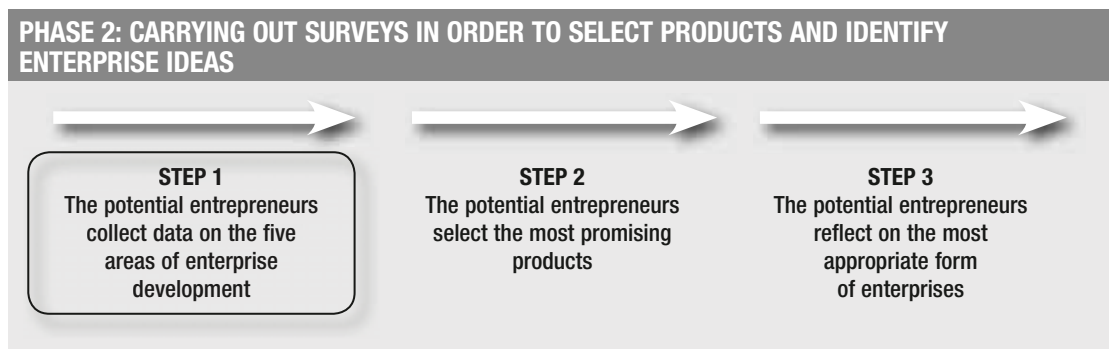 PHASE 2: CARRYING OUT SURVEYS IN ORDER TO SELECT PRODUCTS AND IDENTIFY
ENTERPRISE IDEAS
STEP 1
The potential entrepreneurs
collect data on the five
areas of enterprise
development
STEP 2
The potential entrepreneurs
select the most promising
products
STEP 3
The potential entrepreneurs
reflect on the most
appropriate form
of enterprises